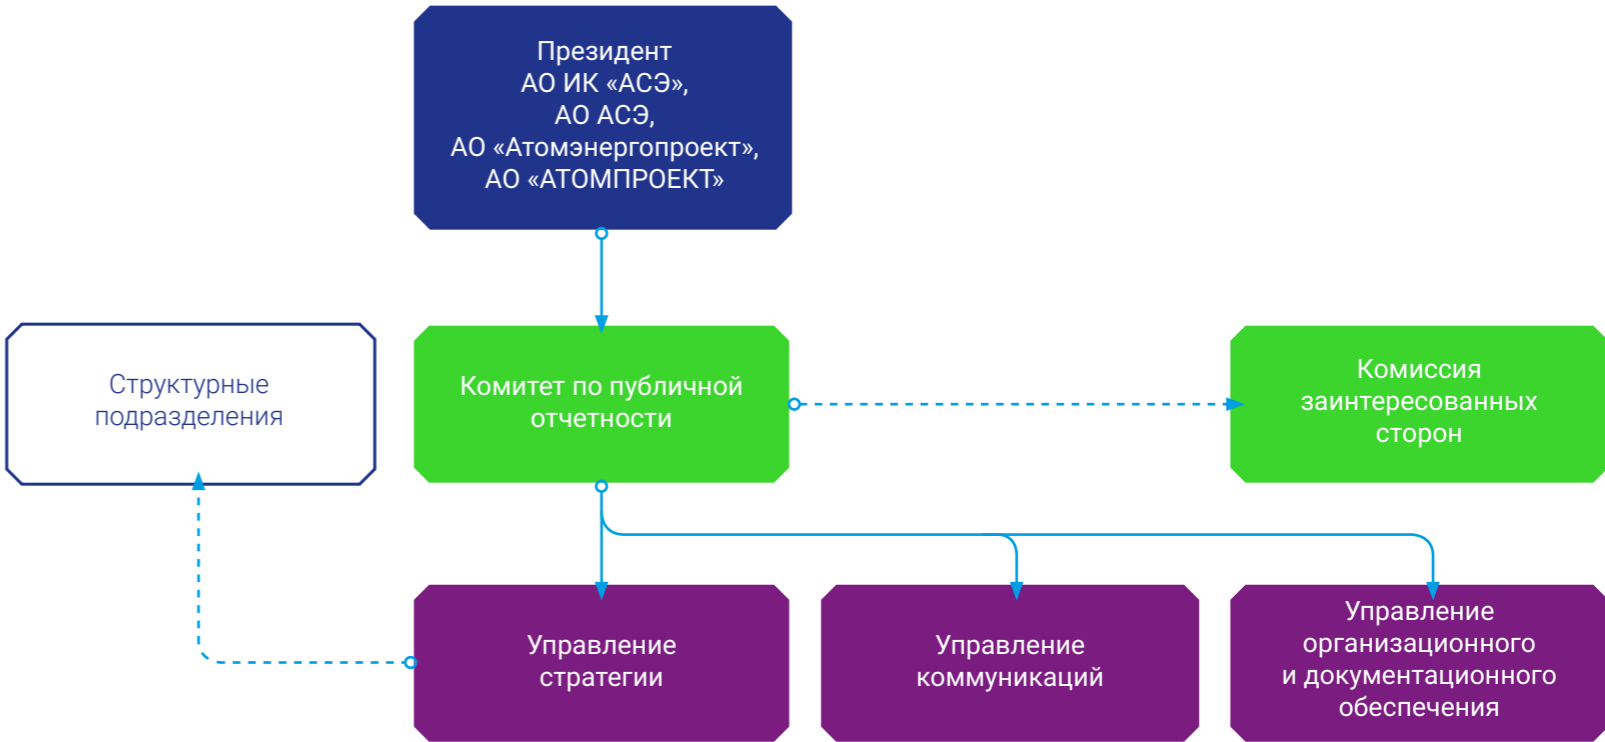 Президент
АО ИК «АСЭ»,
АО АСЭ,
АО «Атомэнергопроект»,
АО «АТОМПРОЕКТ»
Структурные
подразделения
Комитет по публичной
отчетности
Комиссия
заинтересованных
сторон
Управление
стратегии
Управление
коммуникаций
Управление
организационного
и документационного
обеспечения